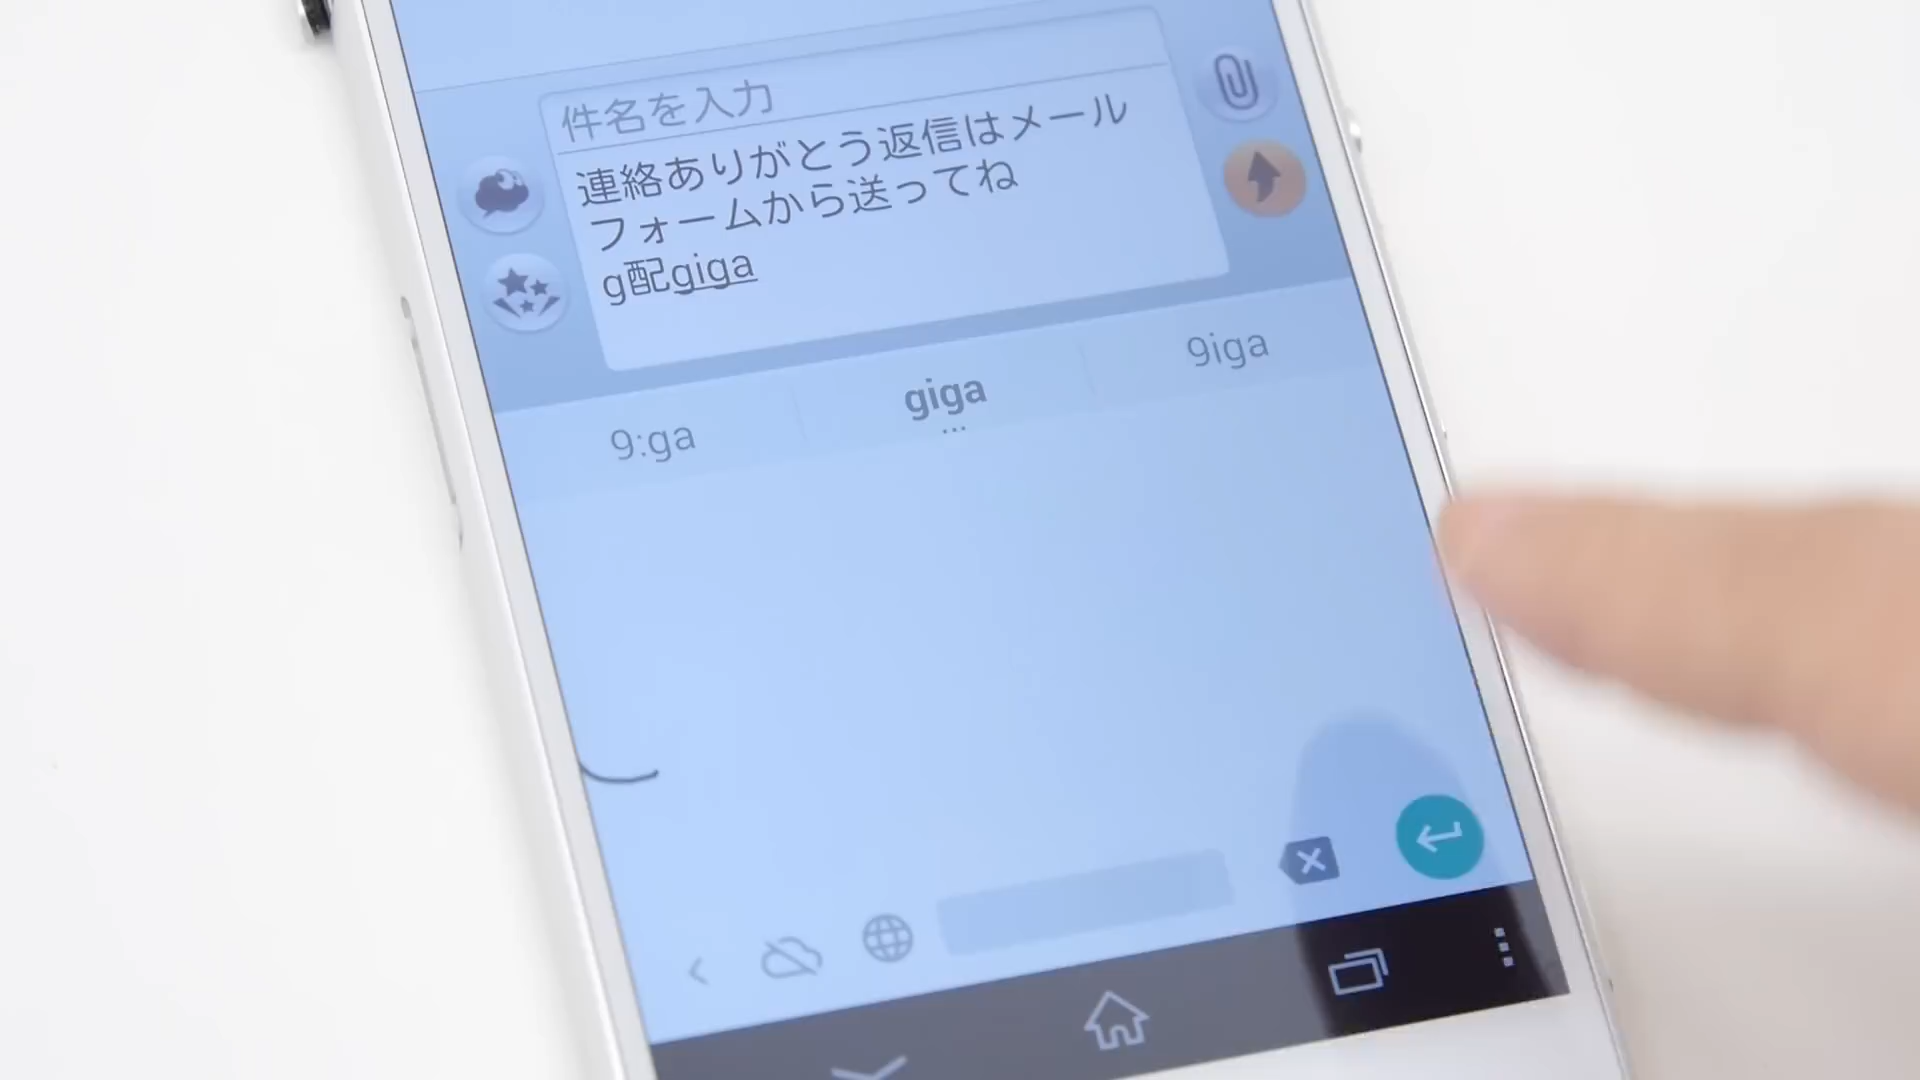 件名を入力
連絡ありがとう返信はメール
フォームから送ってね
g配giga
9:ga
giga
...
9iga